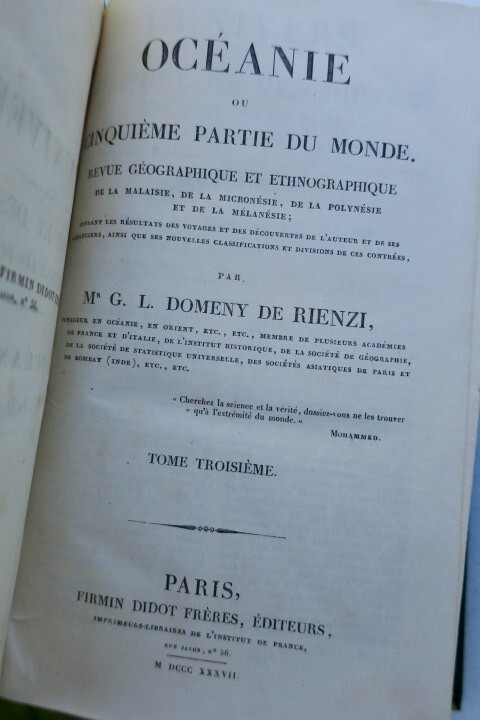 OCÉANIE
OU
CINQUIÈME PARTIE DU MONDE.
REVUE GÉOGRAPHIQUE ET ETHNOGRAPHIQUE
DE LA MALAISIE, DE LA MICRONÉSIE, DE LA POLYNÉSIE
ET DE LA MÉLANÉSIE;
LES RÉSULTATS DES VOYAGES ET DES DÉCOUVERTES DE L'AUTEUR ET DE SES
, AINSI QUE SES NOUVELLES CLASSIFICATIONS ET DIVISIONS DE CES CONTRÉES,
PAR
Mr G. L. DOMENY DE RIENZI,
VOYAGEUR EN OCÉANIE, EN ORIENT, ETC., ETC., MEMBRE DE PLUSIEURS ACADÉMIES
DE FRANCE ET D'ITALIE, DE L'INSTITUT HISTORIQUE, DE LA SOCIÉTÉ DE GÉOGRAPHIE,
DE LA SOCIÉTÉ DE STATISTIQUE UNIVERSELLE, DES SOCIÉTÉS ASIATIQUES DE PARIS ET
DE BOMBAY (INDE), ETC., ETC.
« Cherchez la science et la vérité, dussiez-vous ne les trouver
« qu'à l'extrémité du monde. »
MOHAMMED.
TOME TROISIÈME.
PARIS,
FIRMIN DIDOT FRÈRES, ÉDITEURS,
IMPRIMEURS-LIBRAIRES DE L'INSTITUT DE FRANCE,
RUE JACOB, N° 56.
M DCCC XXXVII.
FIRMIN DIDOT
JACOB, N° 56.